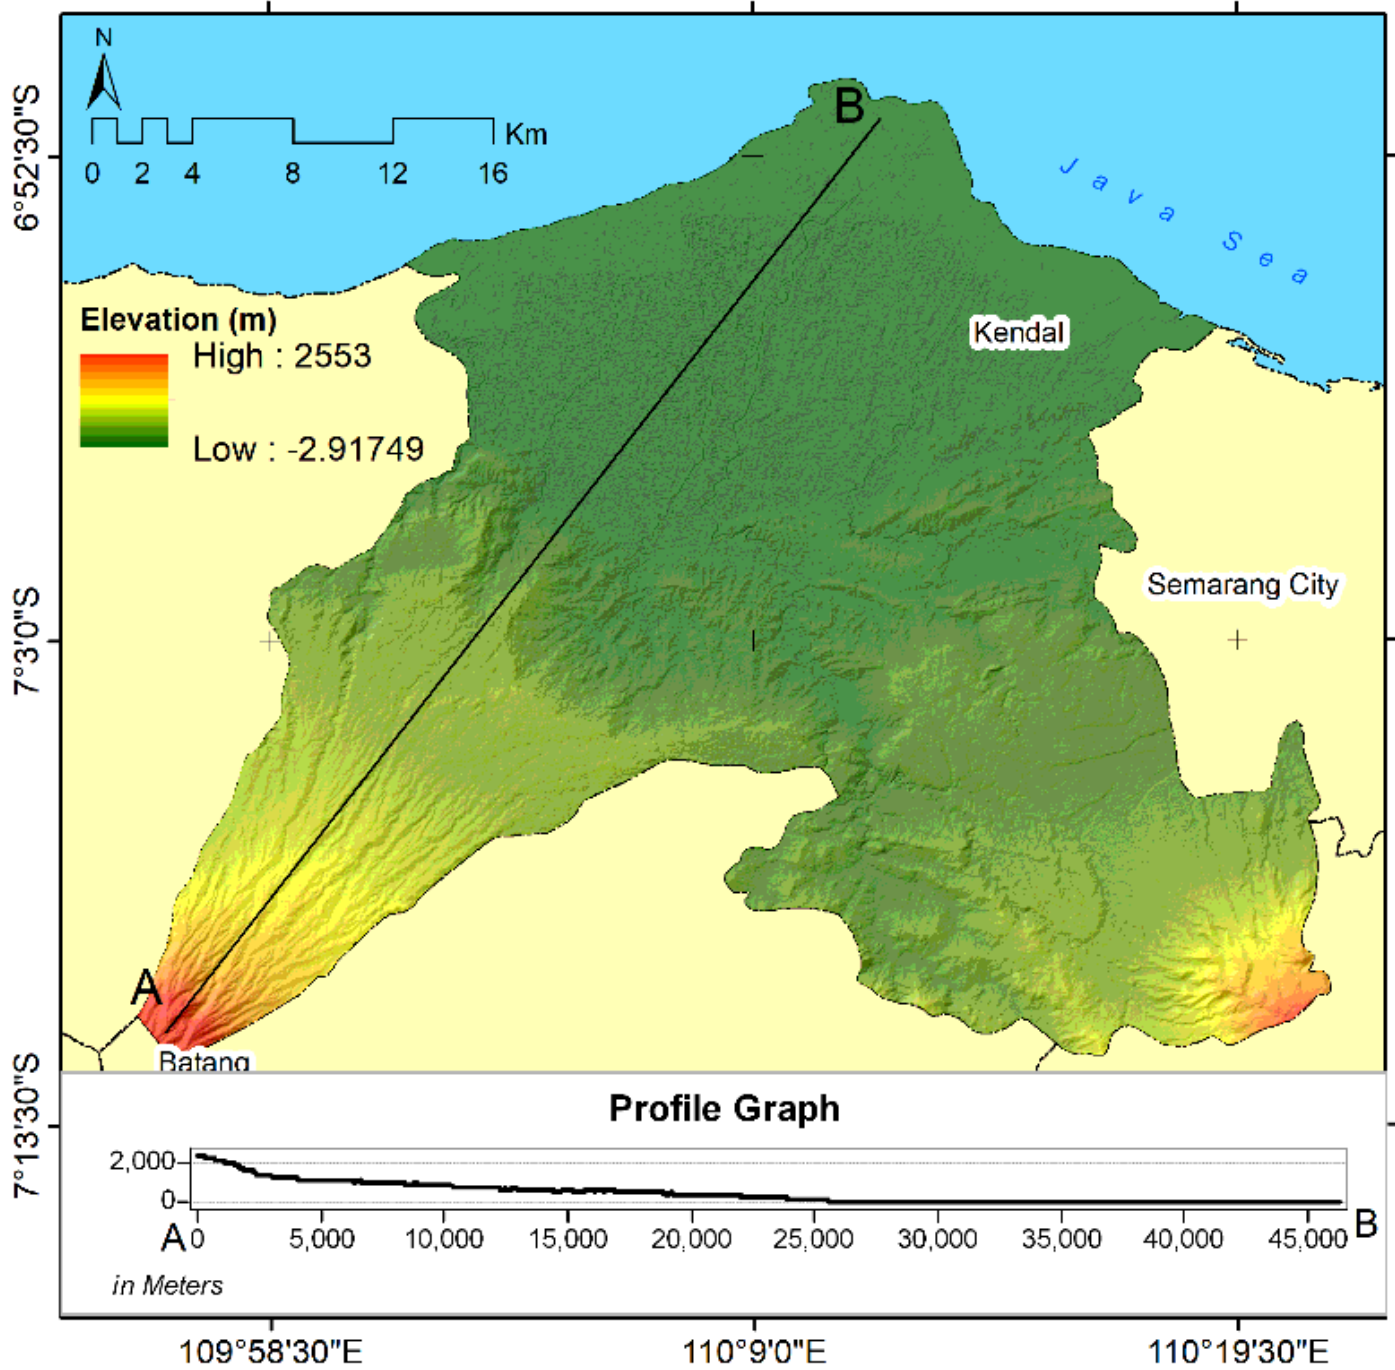 N
Km
0 2 4 8 12 16
B
Java Sea
Elevation (m)
High : 2553
Low : -2.91749
Kendal
Semarang City
A
Batang
6°52'30"S
7°3'0"S
7°13'30"S
Profile Graph
2,000
0
A
0 5,000 10,000 15,000 20,000 25,000 30,000 35,000 40,000 45,000
B
in Meters
109°58'30"E 110°9'0"E 110°19'30"E